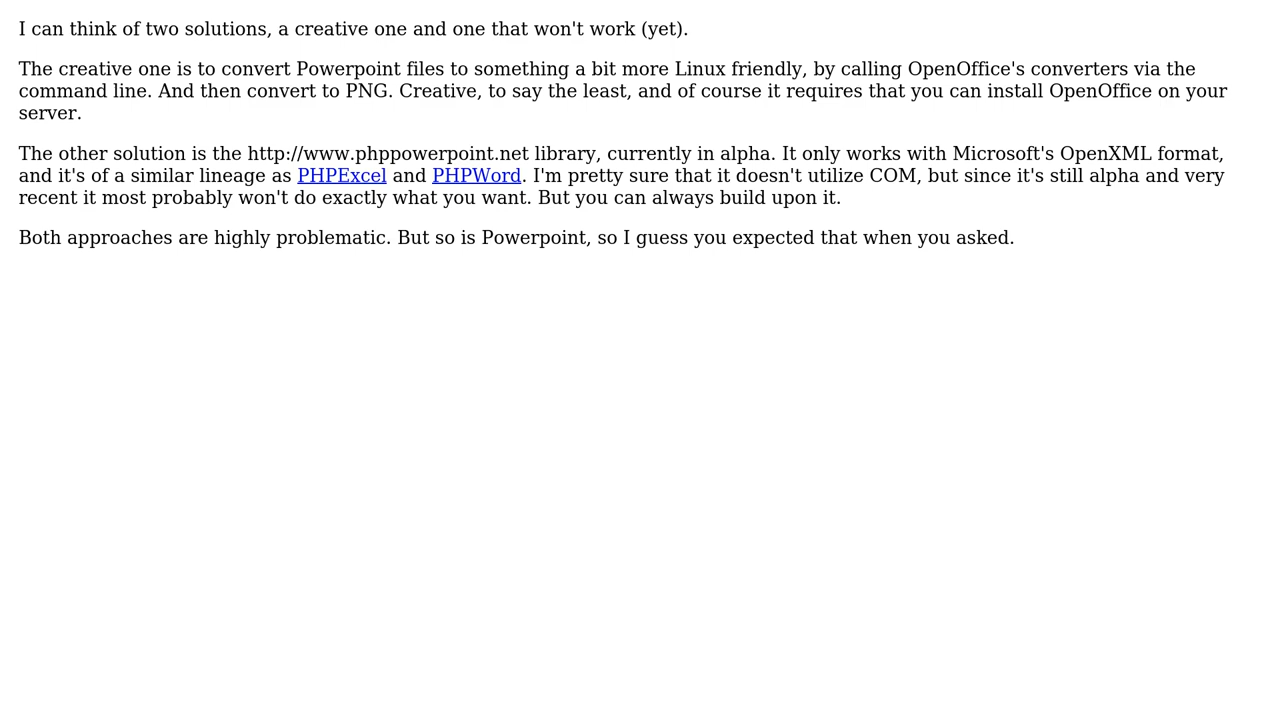 I can think of two solutions, a creative one and one that won't work (yet).
The creative one is to convert Powerpoint files to something a bit more Linux friendly, by calling OpenOffice's converters via the
command line. And then convert to PNG. Creative, to say the least, and of course it requires that you can install OpenOffice on your
server.
The other solution is the http://www.phppowerpoint.net library, currently in alpha. It only works with Microsoft's OpenXML format,
and it's of a similar lineage as PHPExcel and PHPWord. I'm pretty sure that it doesn't utilize COM, but since it's still alpha and very
recent it most probably won't do exactly what you want. But you can always build upon it.
Both approaches are highly problematic. But so is Powerpoint, so I guess you expected that when you asked.